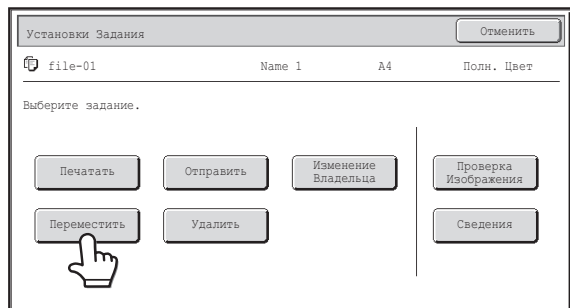 Установки Задания
Отменить
file-01 Name 1 A4 Полн. Цвет
Выберите задание.
Печатать
Отправить
Изменение
Владельца
Проверка
Изображения
Переместить
Удалить
Сведения